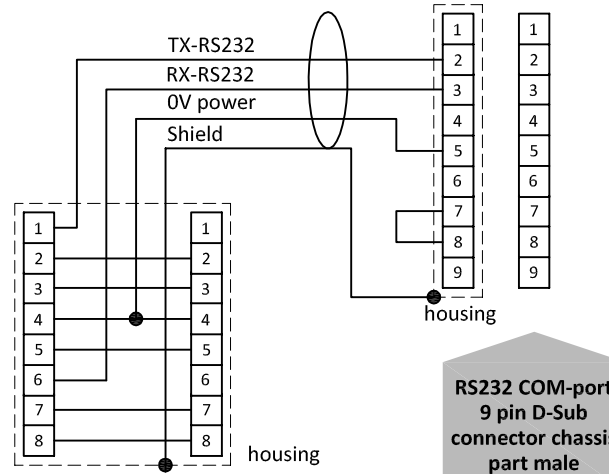 TX-RS232
RX-RS232
0V power
Shield
1 1
2 2
3 3
4 4
5 5
6 6
7 7
8 8
9 9
housing
1 1
2 2
3 3
4 4
5 5
6 6
7 7
8 8
housing
RS232 COM-port
9 pin D-Sub
connector chassis
part male